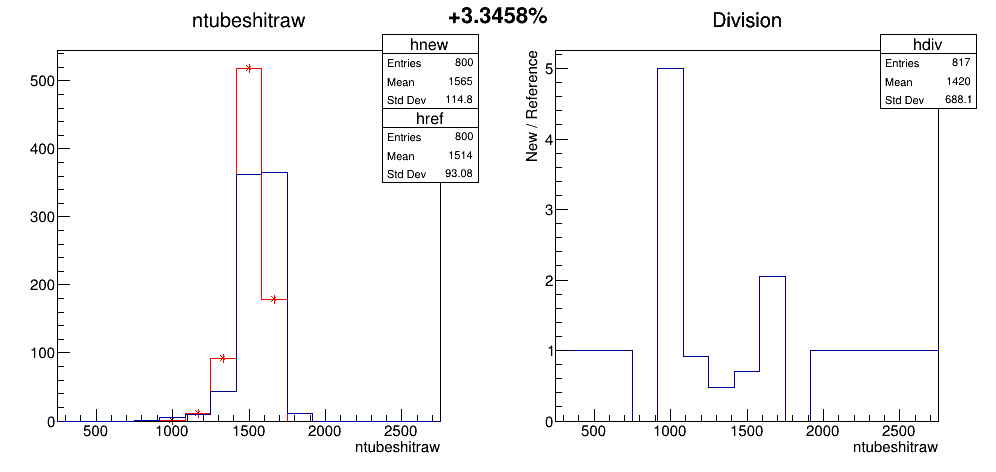 +3.3458%
ntubeshitraw
hnew
Entries 800
Mean 1565
Std Dev 114.8
href
Entries 800
Mean 1514
Std Dev 93.08
500
400
300
200
100
0
500 1000 1500 2000 2500
ntubeshitraw
Division
hdiv
Entries 817
Mean 1420
Std Dev 688.1
New / Reference
5
4
3
2
1
0
500 1000 1500 2000 2500
ntubeshitraw